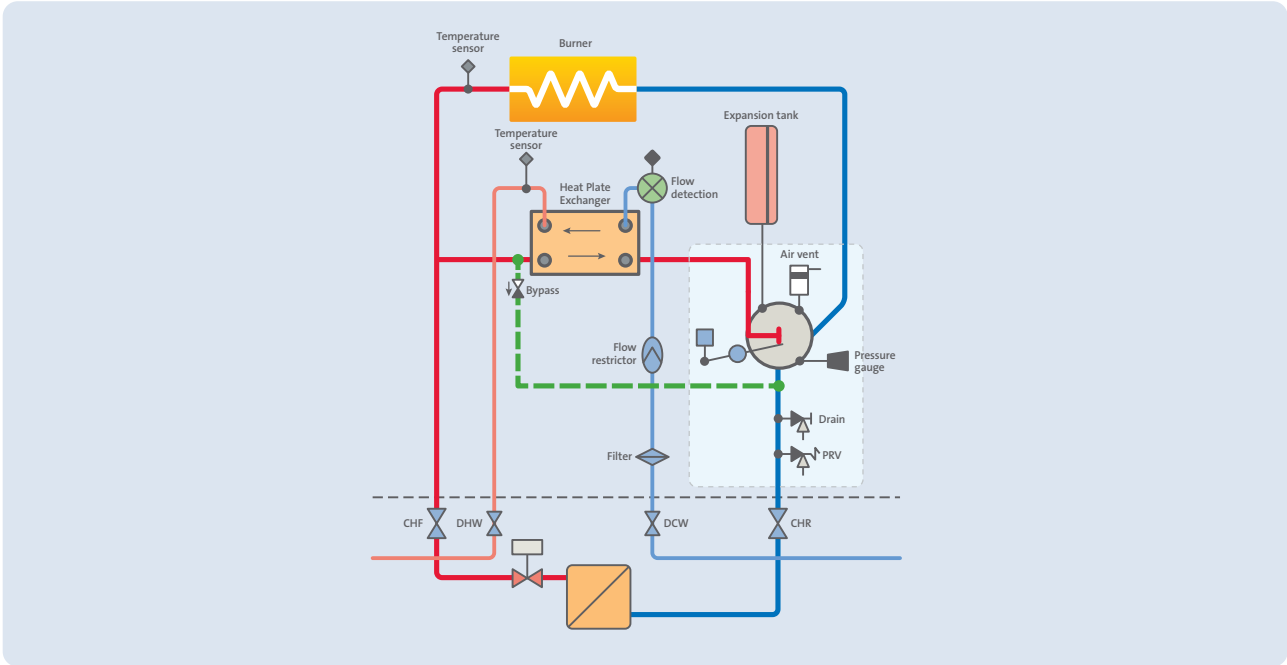 Temperature
sensor
Burner
Expansion tank
Temperature
sensor
Heat Plate
Exchanger
Flow
detection
Air vent
Bypass
Flow
restrictor
Pressure
gauge
Drain
Filter
PRV
CHF
DHW
DCW
CHR